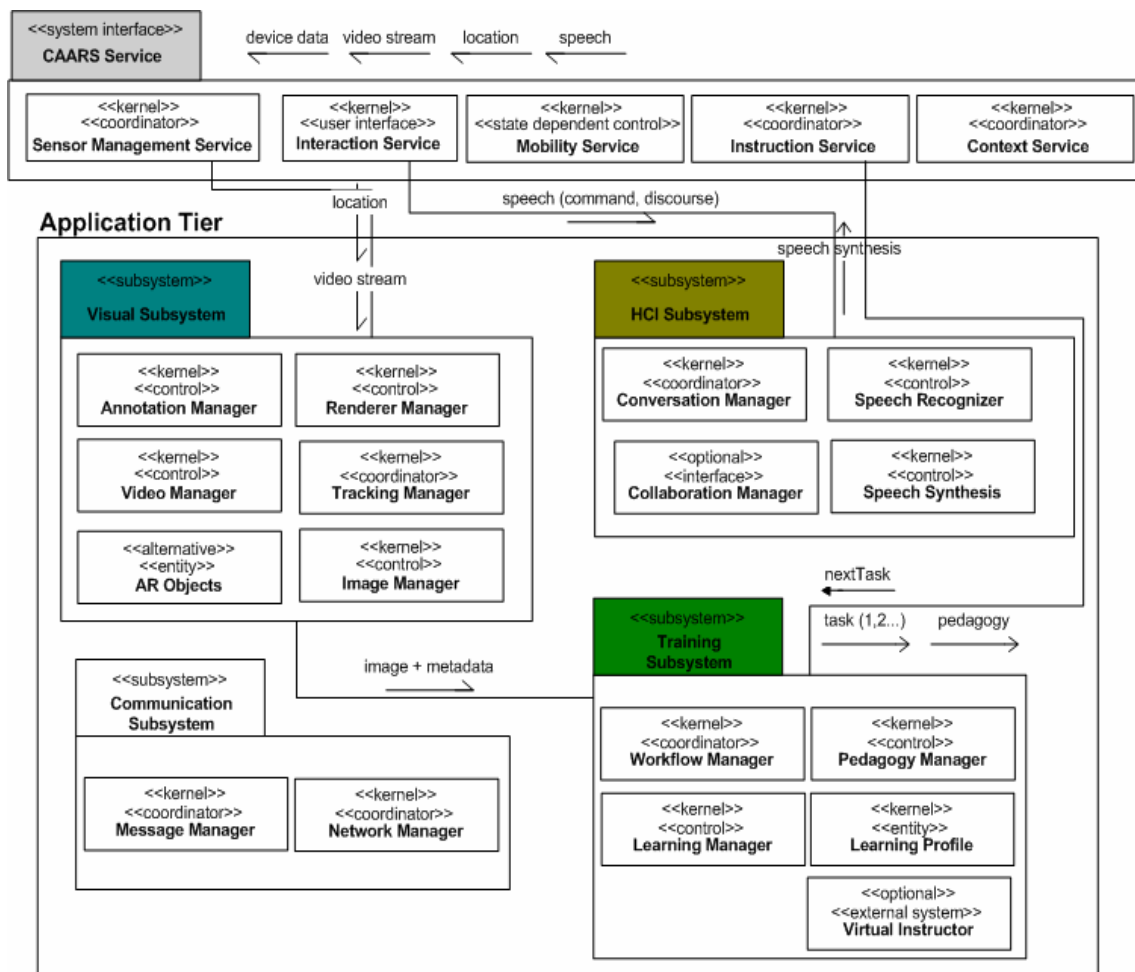 <<system interface>>
CAARS Service
device data
video stream
location
speech
<<kernel>>
<<coordinator>>
Sensor Management Service
<<kernel>>
<<user interface>>
Interaction Service
<<kernel>>
<<state dependent control>>
Mobility Service
<<kernel>>
<<coordinator>>
Instruction Service
<<kernel>>
<<coordinator>>
Context Service
location
speech (command, discourse)
Application Tier
speech synthesis
video stream
<<subsystem>>
Visual Subsystem
<<kernel>>
<<control>>
Annotation Manager
<<kernel>>
<<control>>
Renderer Manager
<<kernel>>
<<control>>
Video Manager
<<kernel>>
<<coordinator>>
Tracking Manager
<<alternative>>
<<entity>>
AR Objects
<<kernel>>
<<control>>
Image Manager
<<subsystem>>
HCI Subsystem
<<kernel>>
<<coordinator>>
Conversation Manager
<<kernel>>
<<control>>
Speech Recognizer
<<optional>>
<<interface>>
Collaboration Manager
<<kernel>>
<<control>>
Speech Synthesis
nextTask
task (1,2...)
pedagogy
image + metadata
<<subsystem>>
Communication
Subsystem
<<kernel>>
<<coordinator>>
Message Manager
<<kernel>>
<<coordinator>>
Network Manager
<<subsystem>>
Training
Subsystem
<<kernel>>
<<coordinator>>
Workflow Manager
<<kernel>>
<<control>>
Pedagogy Manager
<<kernel>>
<<control>>
Learning Manager
<<kernel>>
<<entity>>
Learning Profile
<<optional>>
<<external system>>
Virtual Instructor